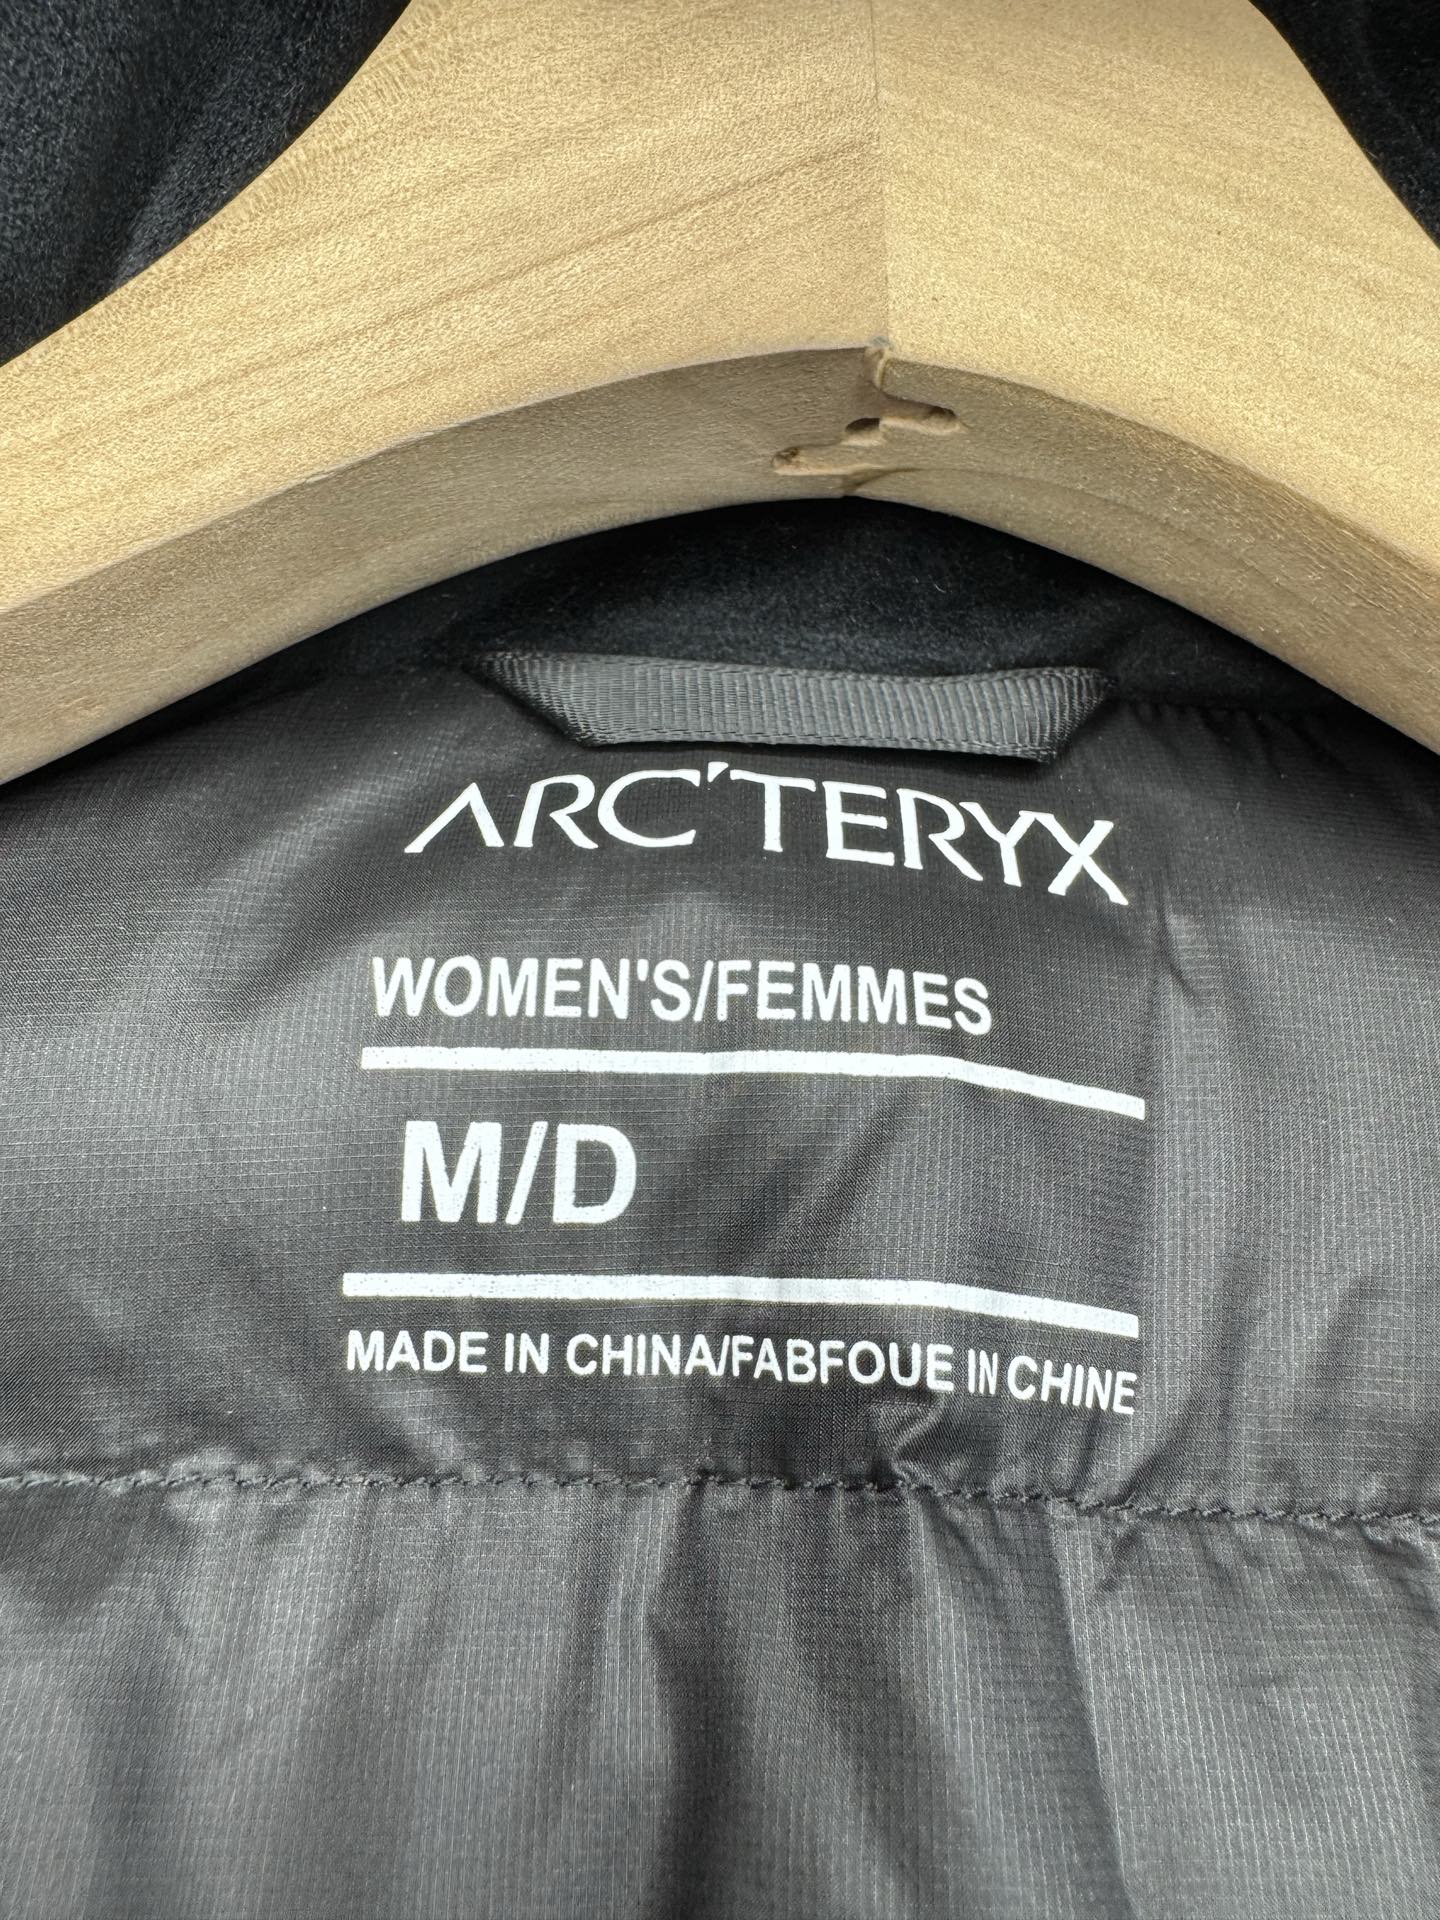 ARC'TERYX
WOMEN'S/FEMMES
M/D
MADE IN CHINA/FABFOUE IN CHINE